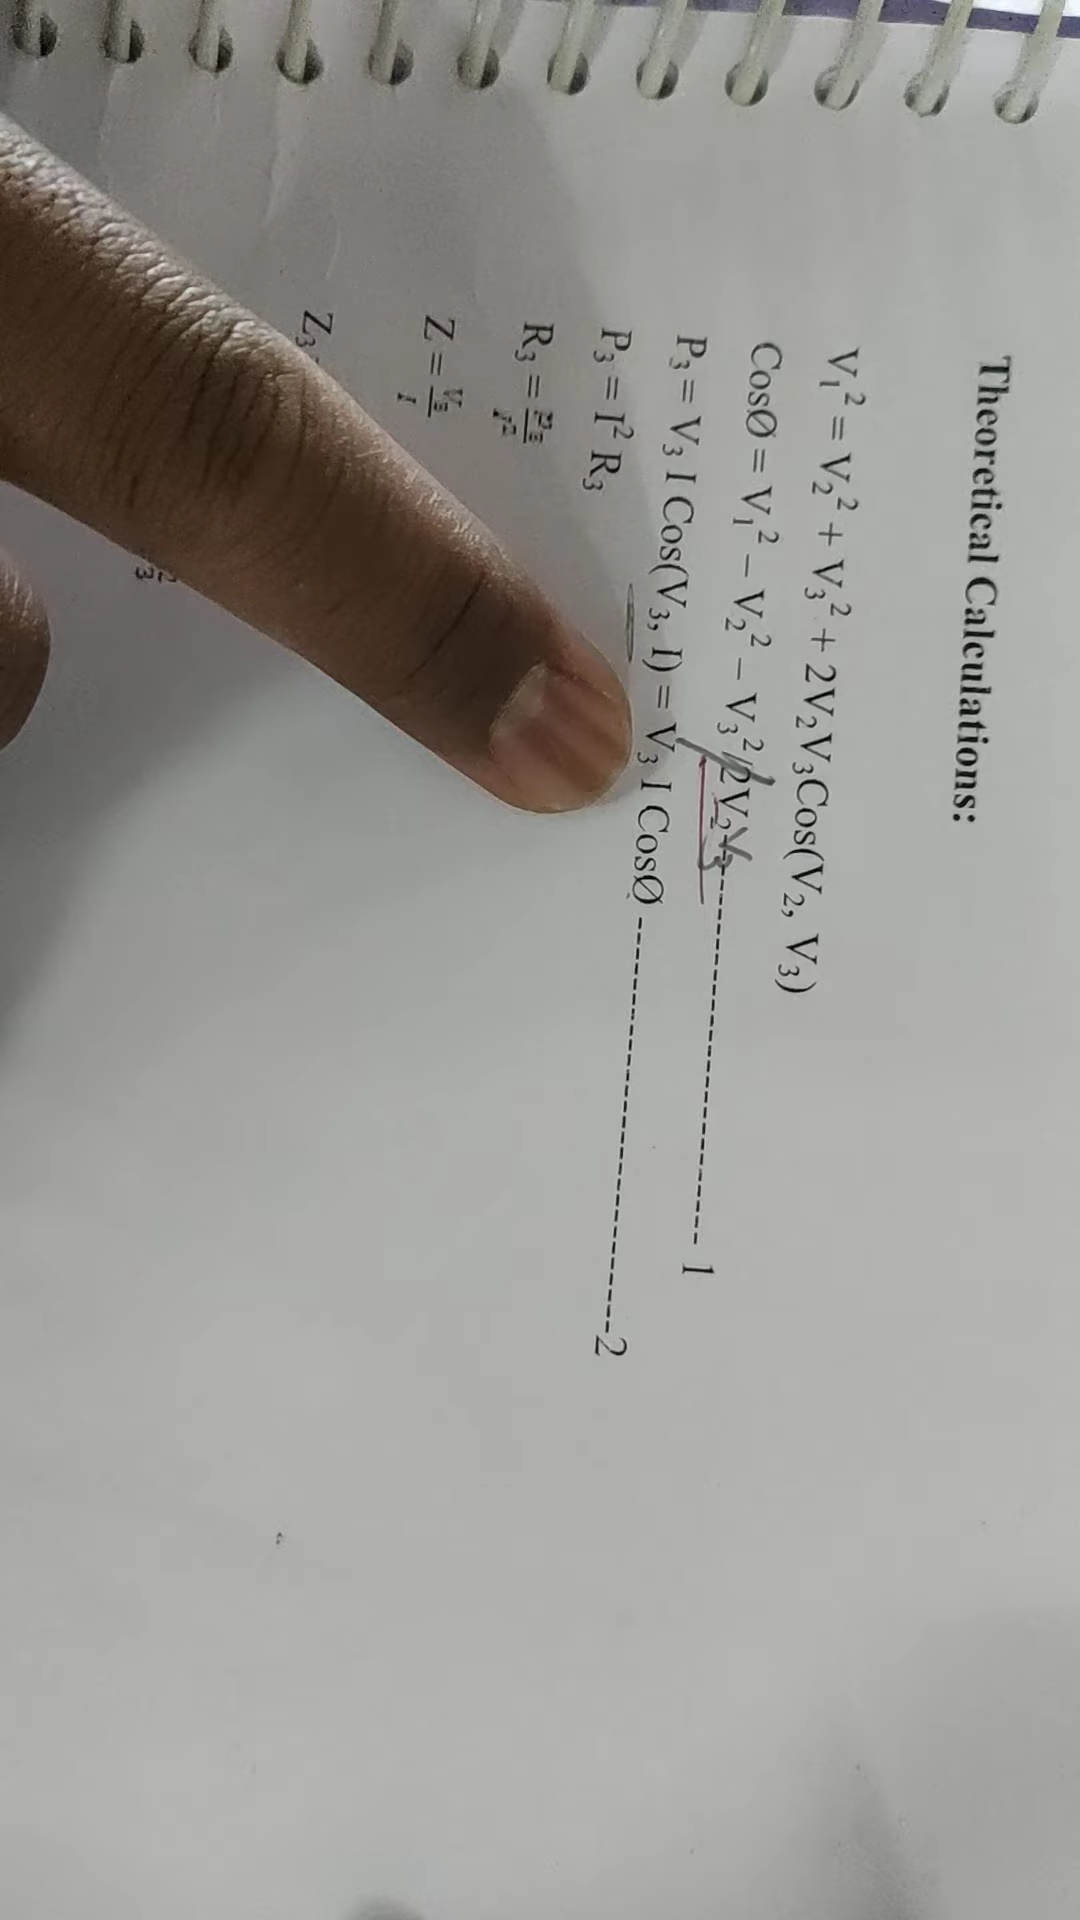 Theoretical Calculations:
V₁² = V₂² + V₃² + 2V₂V₃Cos(V₂, V₃)
CosØ = V₁² – V₂² – V₃²/2V₂V₃------------------------------ 1
P₃ = V₃ I Cos(V₃, I) = V₃ I CosØ ---------------------------------2
P₃ = I² R₃
R₃ = P₃/I²
Z = V₃/I
Z₃